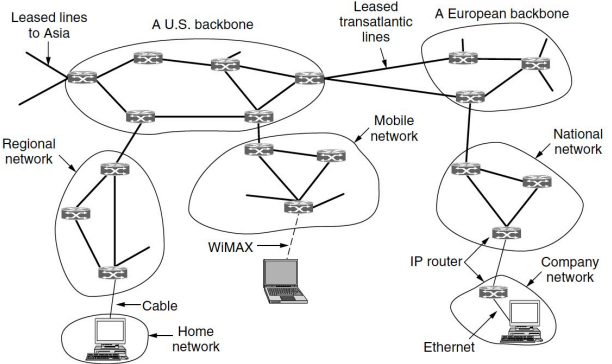 Leased lines
to Asia
A U.S. backbone
Leased
transatlantic
lines
A European backbone
Regional
network
Mobile
network
National
network
WiMAX
IP router
Company
network
Cable
Home
network
Ethernet